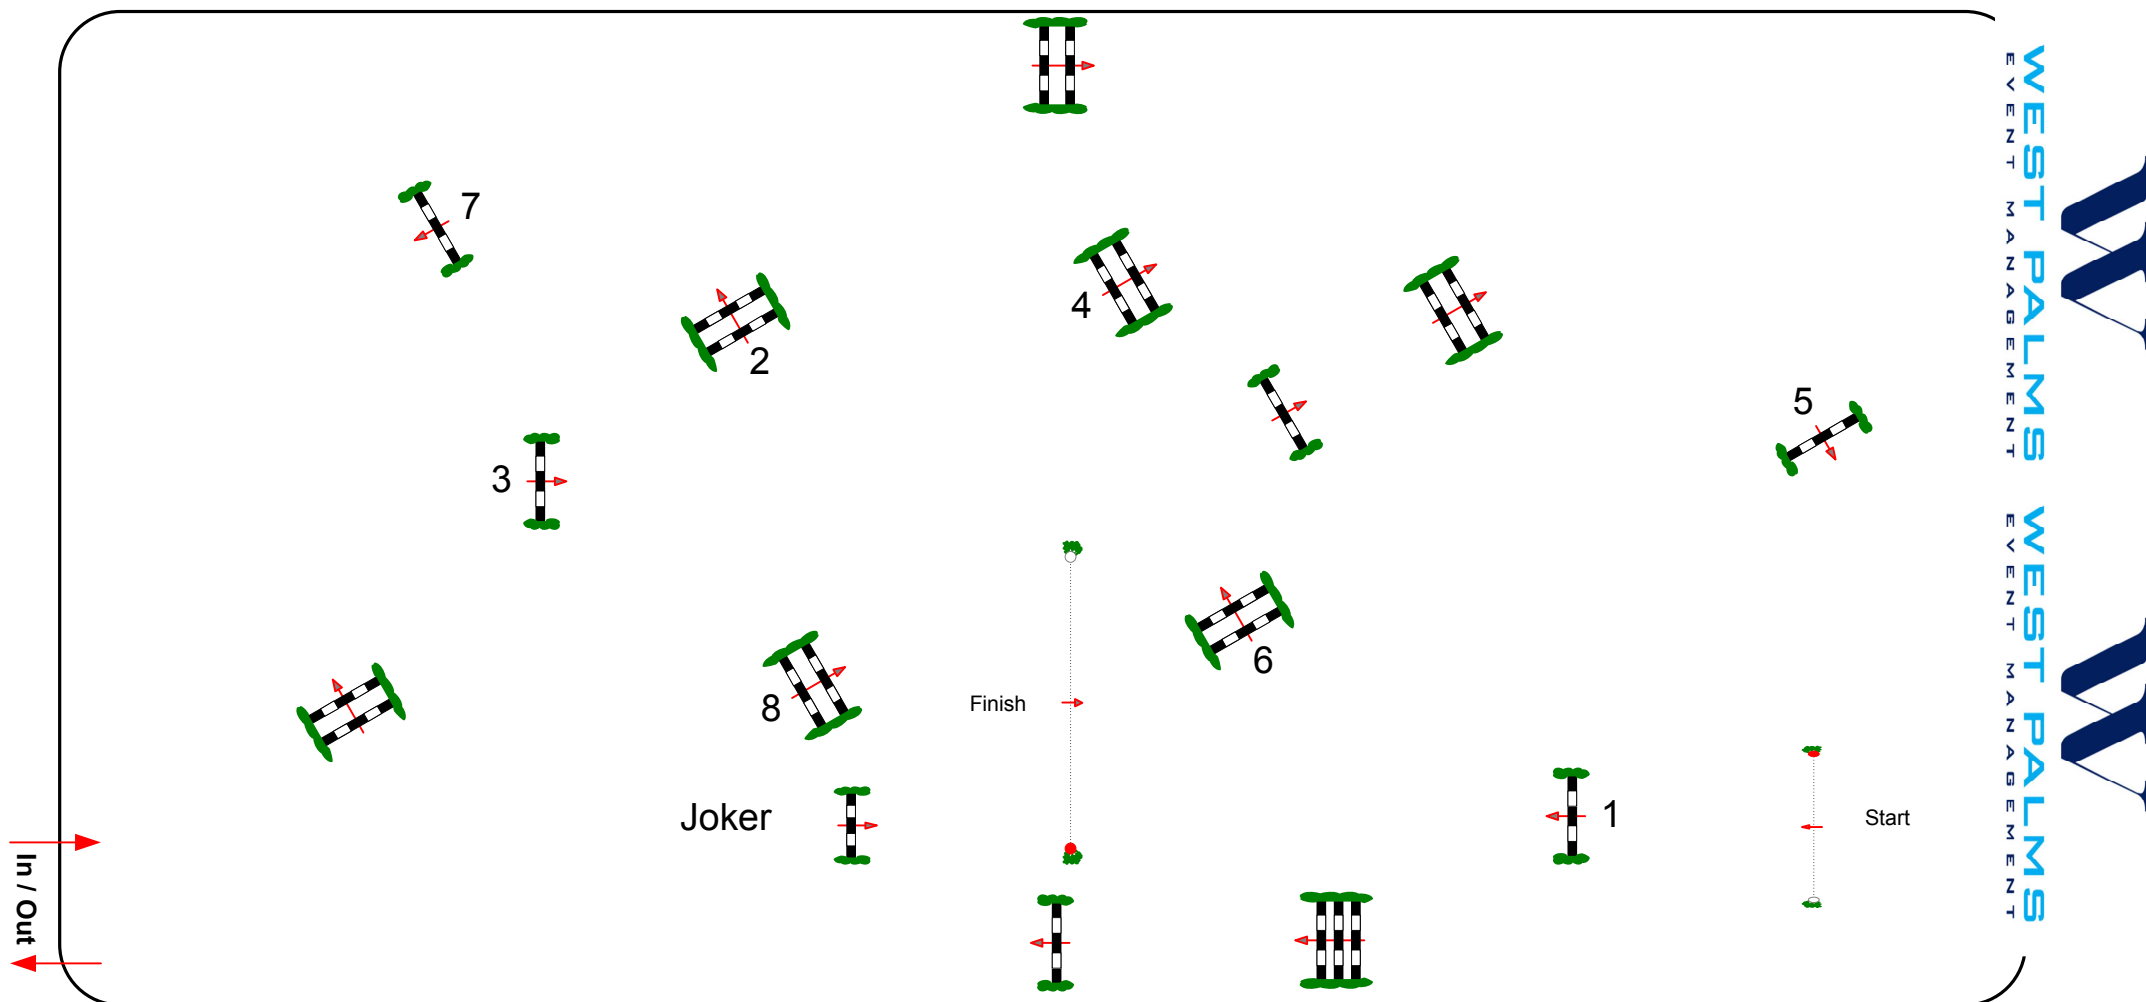 7
2
4
5
3
6
8
Finish
Joker
1
Start
In / Out
WEST PALMS
EVENT MANAGEMENT
WEST PALMS
EVENT MANAGEMENT